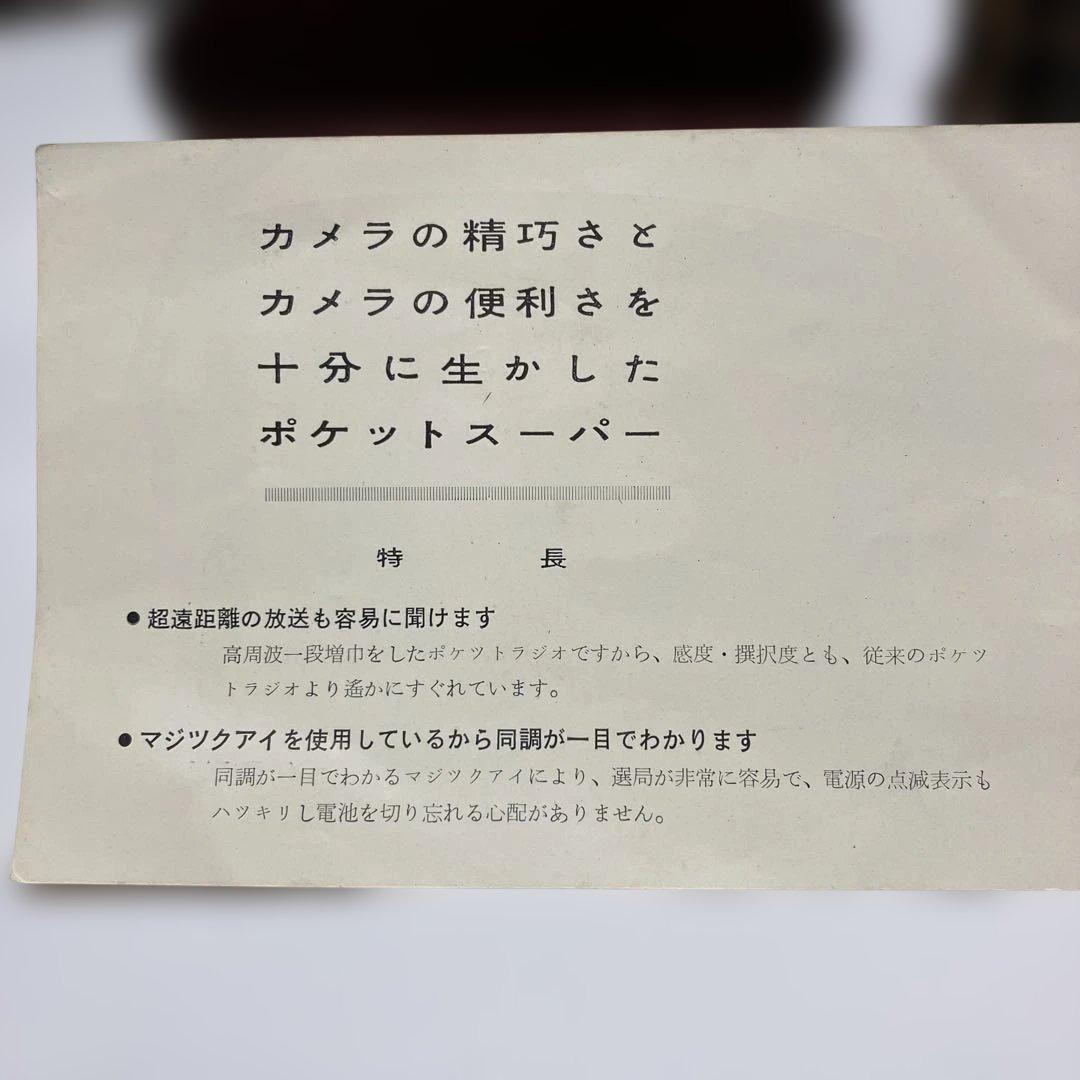 カメラの精巧さと
カメラの便利さを
十分に生かした
ポケットスーパー
特長
●超遠距離の放送も容易に聞けます
高周波一段増巾をしたポケツトラジオですから、感度・撰択度とも、従来のポケツ
トラジオより遙かにすぐれています。
●マジツクアイを使用しているから同調が一目でわかります
同調が一目でわかるマジツクアイにより、選局が非常に容易で、電源の点減表示も
ハツキリし電池を切り忘れる心配がありません。